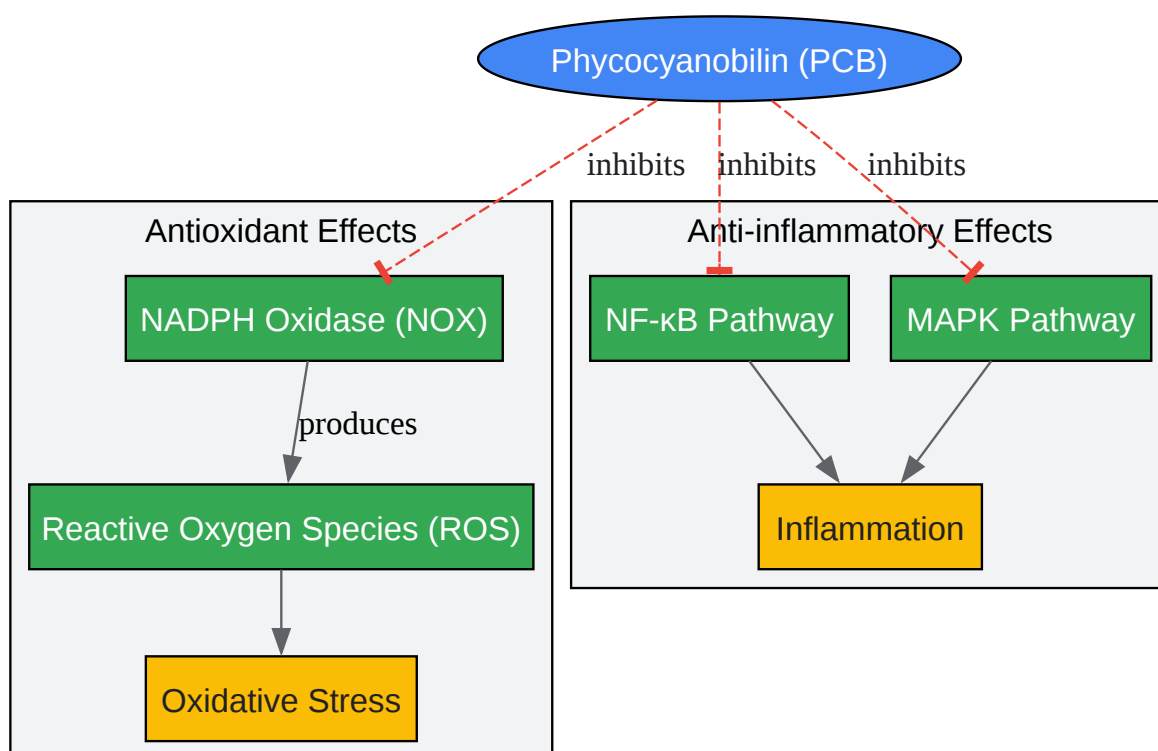 Phycocyanobilin (PCB)
inhibits
inhibits
inhibits
Antioxidant Effects
Anti-inflammatory Effects
NADPH Oxidase (NOX)
NF-κB Pathway
MAPK Pathway
produces
Reactive Oxygen Species (ROS)
Inflammation
Oxidative Stress